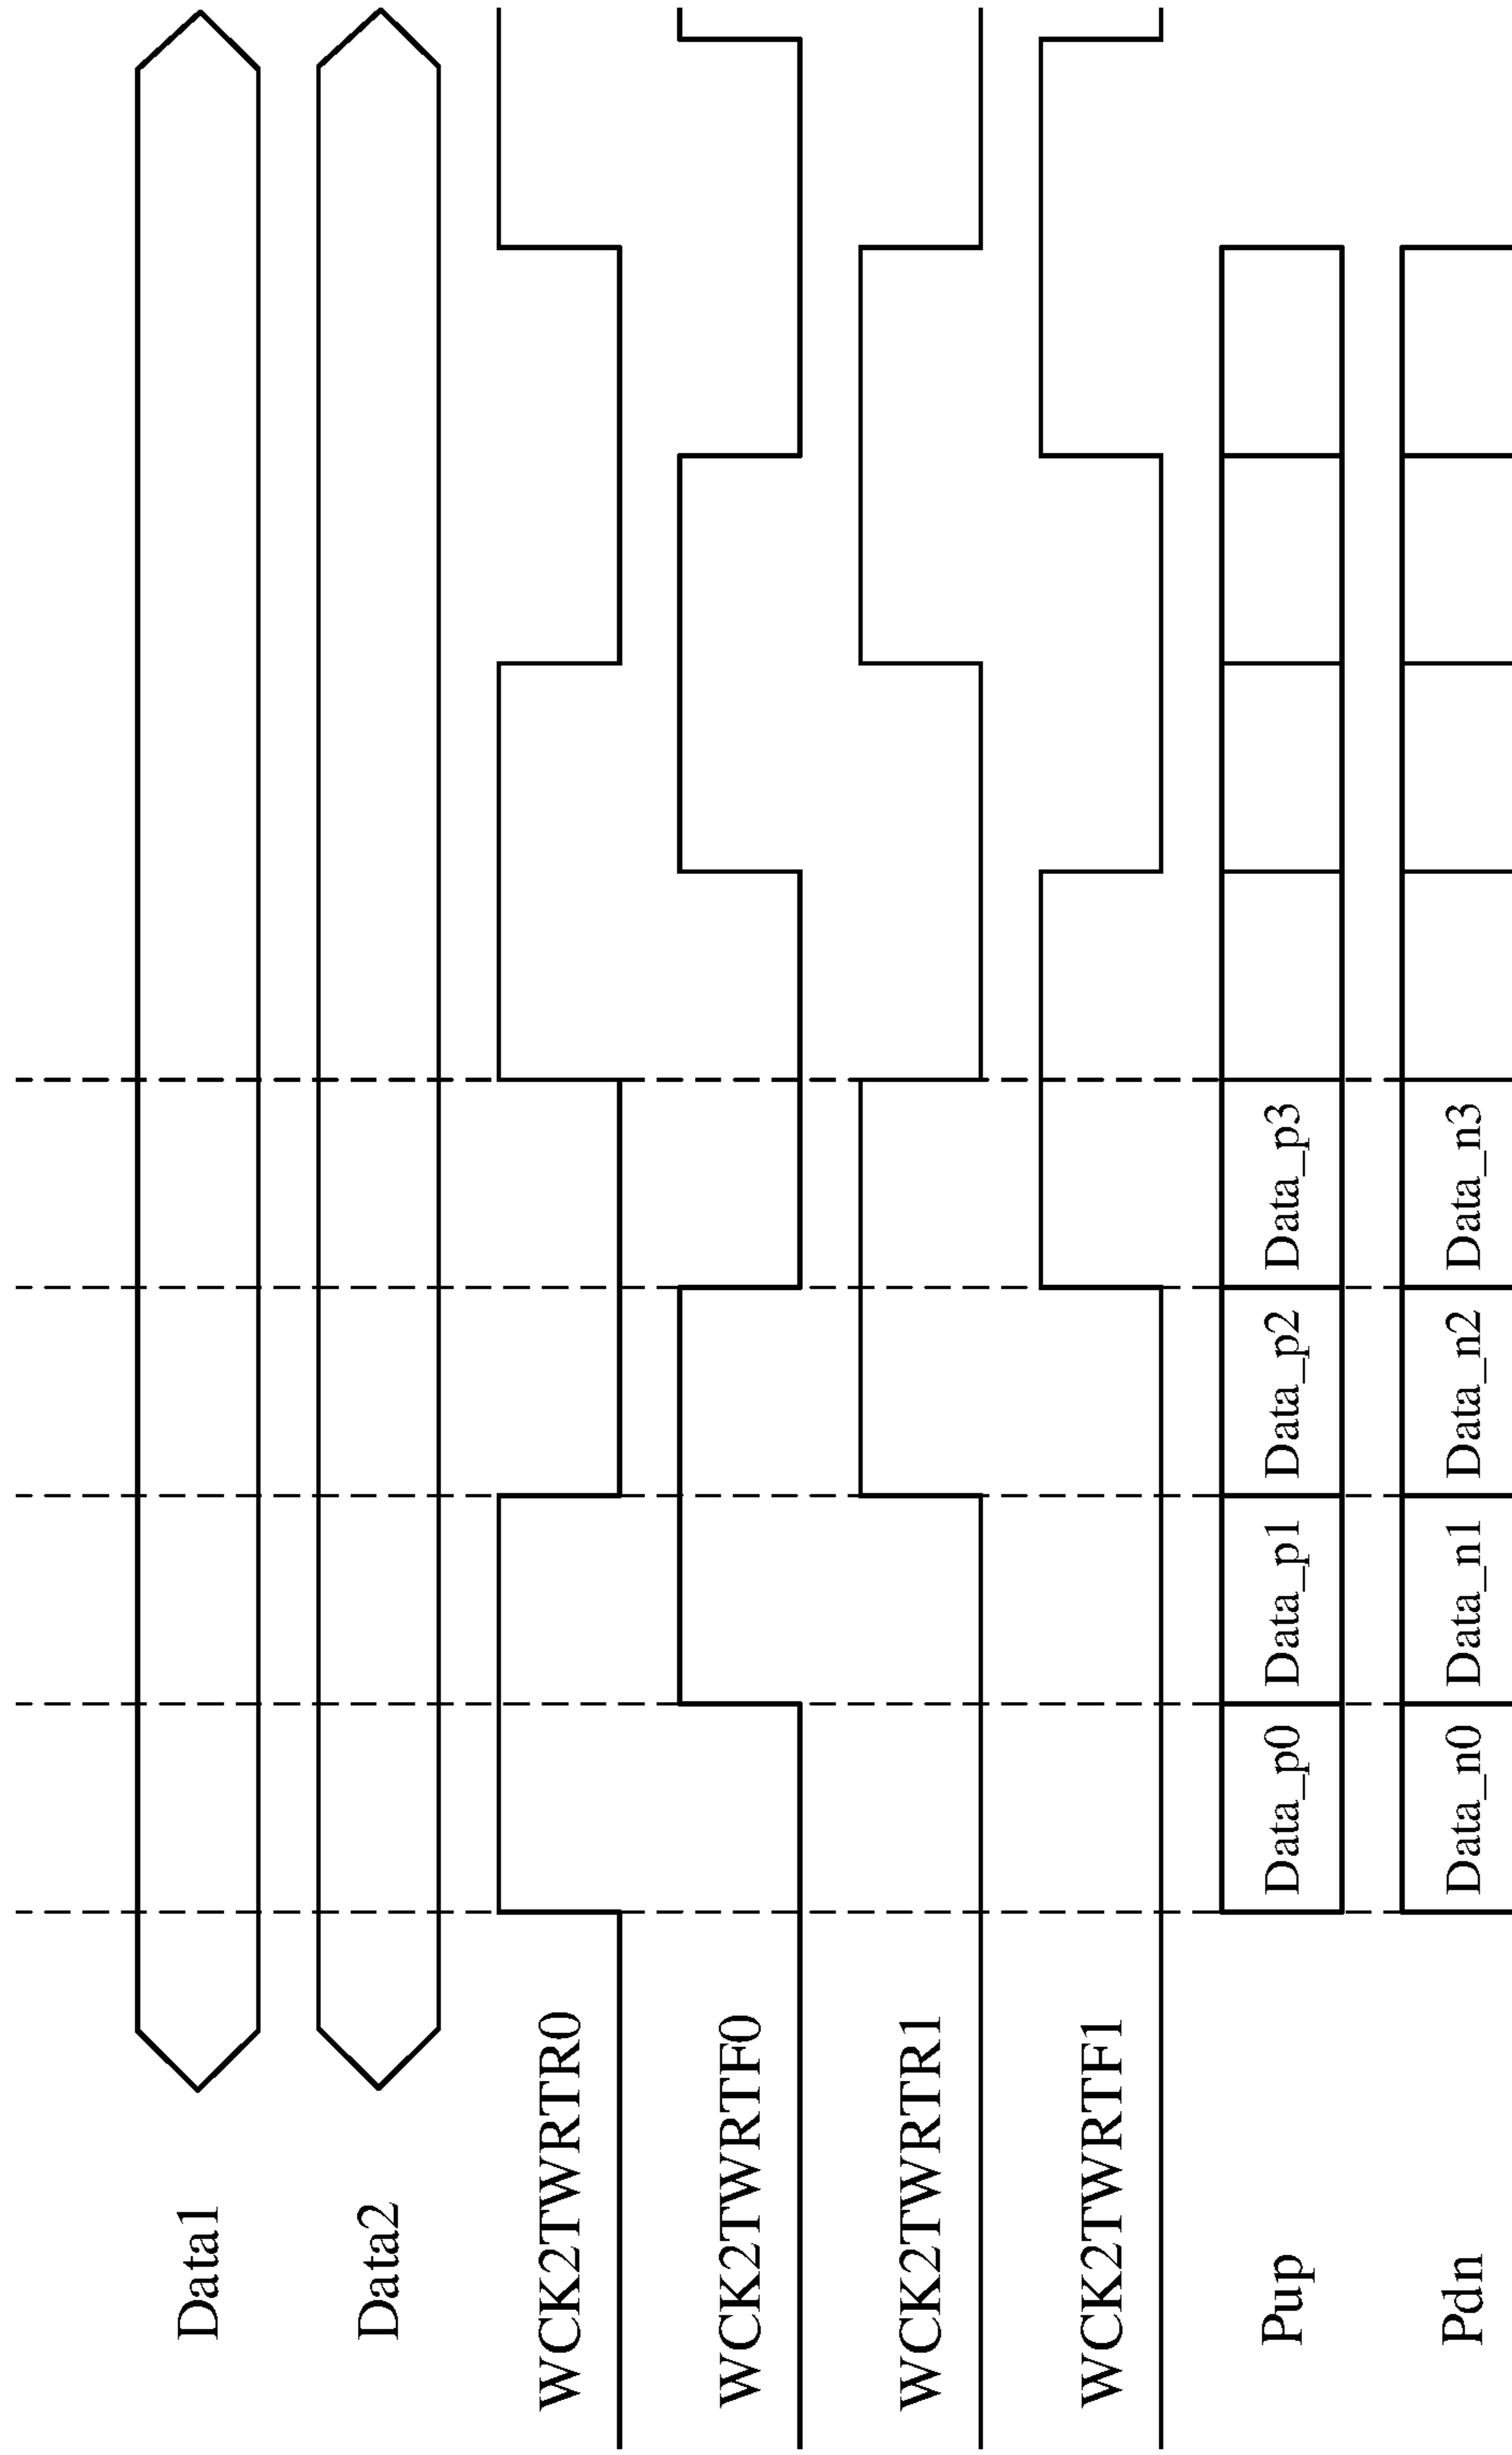 Data1
Data2
WCK2TWRTR0
WCK2TWRTF0
WCK2TWRTR1
WCK2TWRTF1
Pup Data_p0 Data_p1 Data_p2 Data_p3
Pdn Data_n0 Data_n1 Data_n2 Data_n3